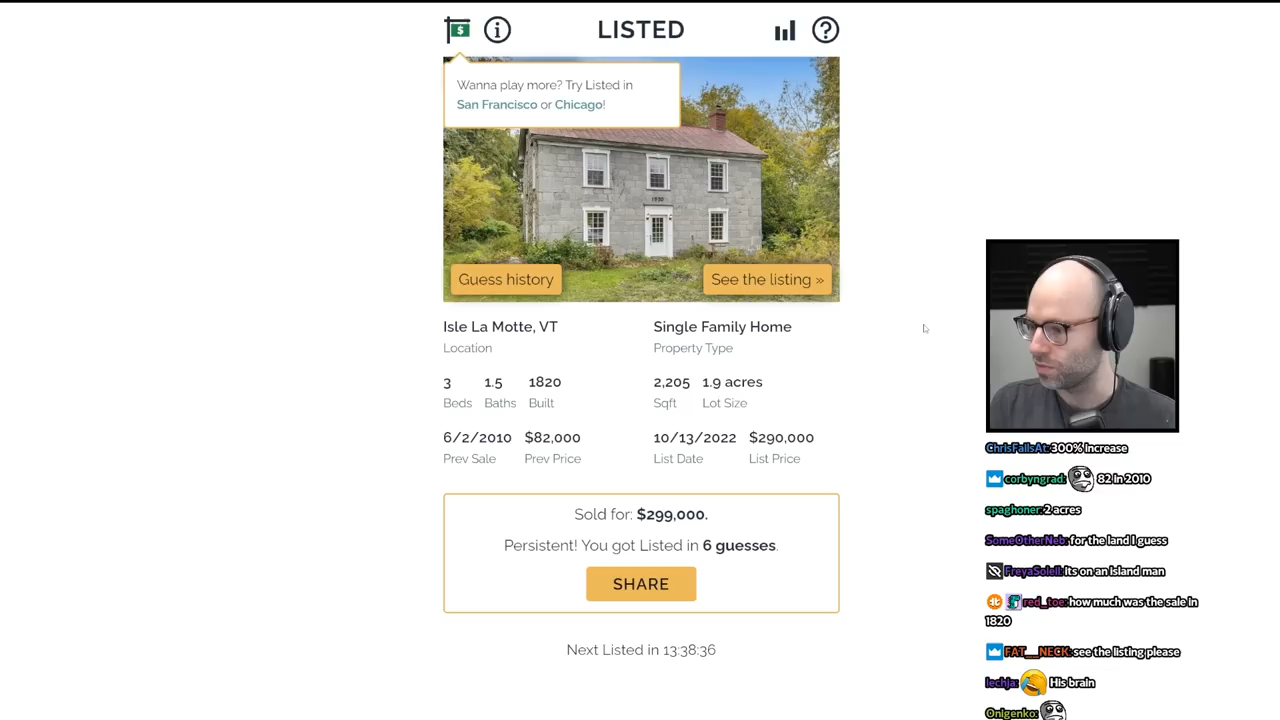 LISTED
Wanna play more? Try Listed in
San Francisco or Chicago!
Guess history
See the listing »
Isle La Motte, VT
Location
Single Family Home
Property Type
3
Beds
1.5
Baths
1820
Built
2,205
Sqft
1.9 acres
Lot Size
6/2/2010
Prev Sale
$82,000
Prev Price
10/13/2022
List Date
$290,000
List Price
Sold for: $299,000.
Persistent! You got Listed in 6 guesses.
SHARE
Next Listed in 13:38:36
ChrisFailsAt: 300% Increase
corbyngrad: 82 in 2010
spaghoner: 2 acres
SomeOtherNeb: for the land I guess
FreyaSoleil: Its on an Island man
red_toe: how much was the sale in
1820
FAT__NECK: see the listing please
lechja: His brain
Onigenko: